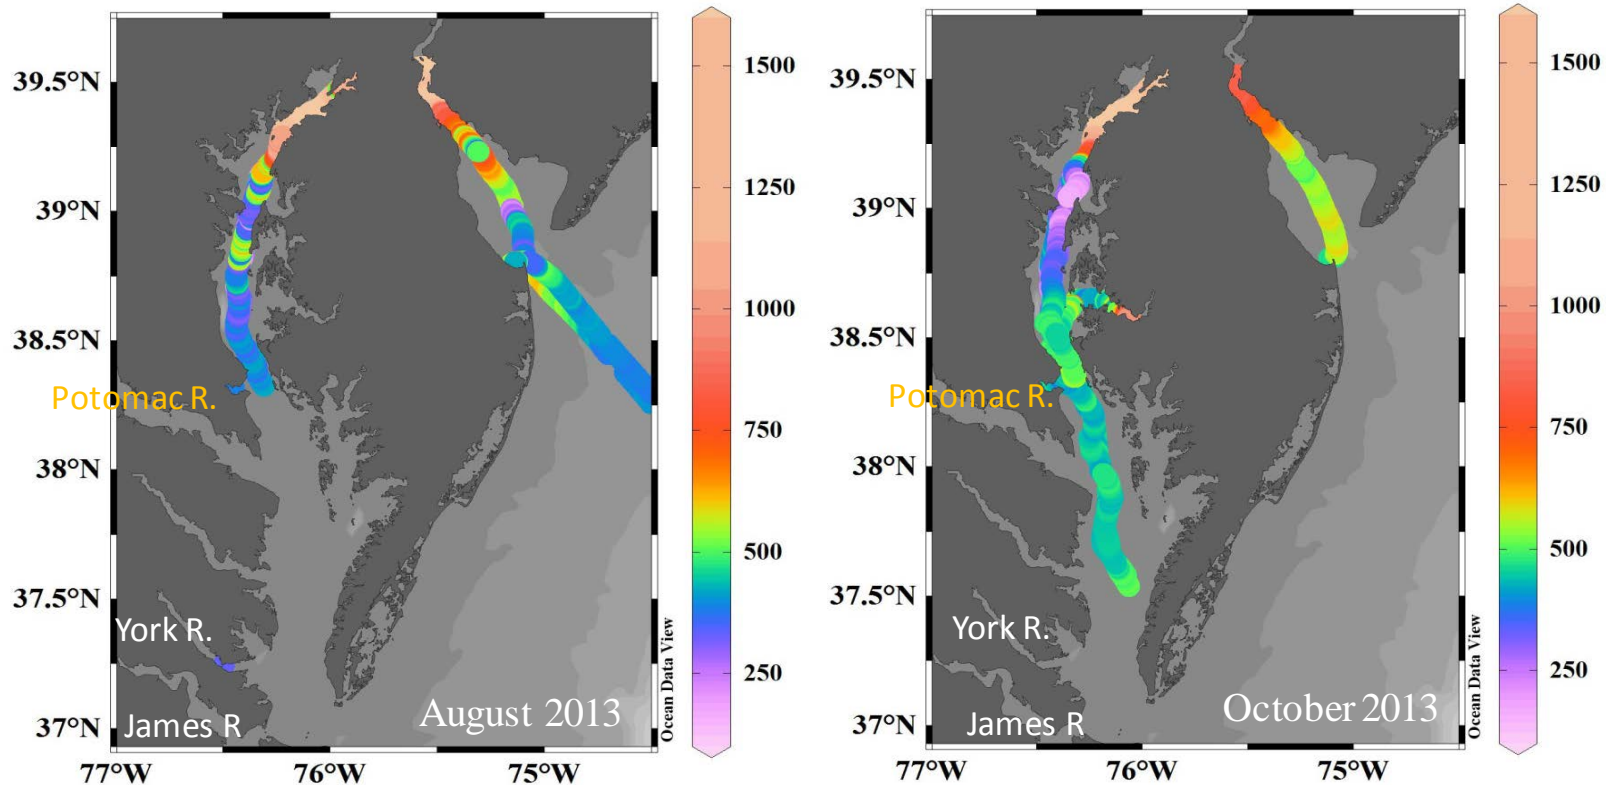 39.5°N
39°N
38.5°N
38°N
37.5°N
37°N
77°W
76°W
75°W
Potomac R.
York R.
James R
August 2013
Ocean Data View
1500
1250
1000
750
500
250
39.5°N
39°N
38.5°N
38°N
37.5°N
37°N
77°W
76°W
75°W
Potomac R.
York R.
James R
October 2013
Ocean Data View
1500
1250
1000
750
500
250